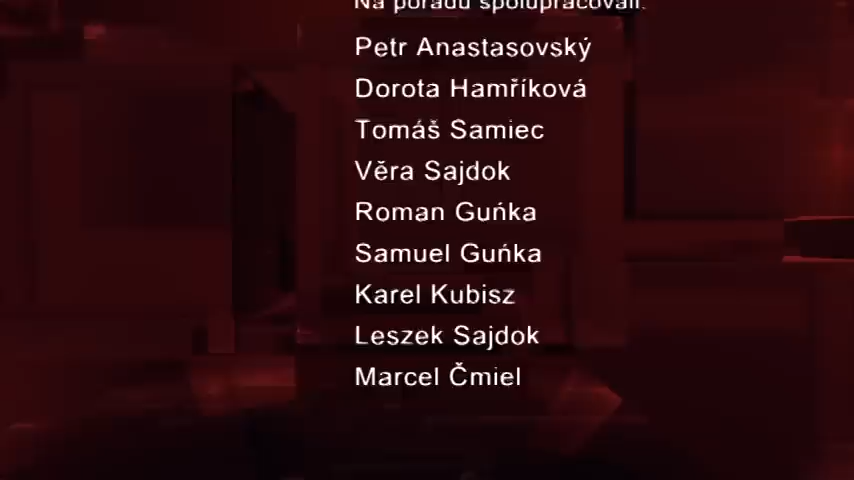 Na pořadu spolupracovali:
Petr Anastasovský
Dorota Hamříková
Tomáš Samiec
Věra Sajdok
Roman Guńka
Samuel Guńka
Karel Kubisz
Leszek Sajdok
Marcel Čmiel